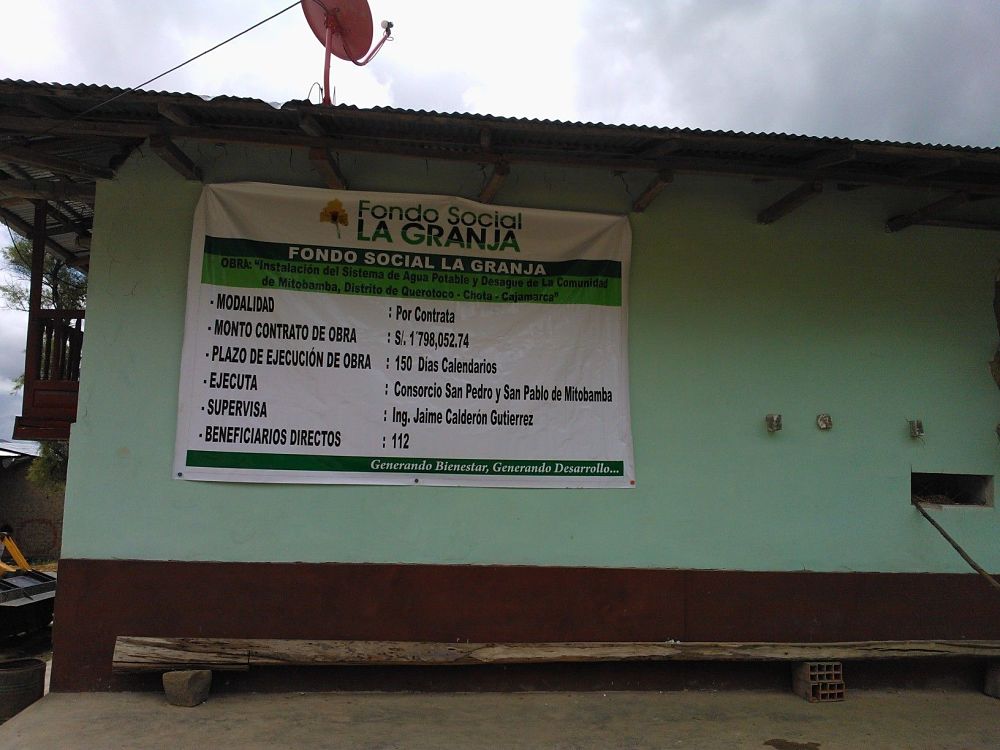 Fondo Social
LA GRANJA
FONDO SOCIAL LA GRANJA
OBRA: "Instalación del Sistema de Agua Potable y Desague de La Comunidad
de Mitobamba, Distrito de Querotoco - Chota - Cajamarca"
- MODALIDAD : Por Contrata
- MONTO CONTRATO DE OBRA : S/. 1´798,052.74
- PLAZO DE EJECUCIÓN DE OBRA : 150 Días Calendarios
- EJECUTA : Consorcio San Pedro y San Pablo de Mitobamba
- SUPERVISA : Ing. Jaime Calderón Gutierrez
- BENEFICIARIOS DIRECTOS : 112
Generando Bienestar, Generando Desarrollo...